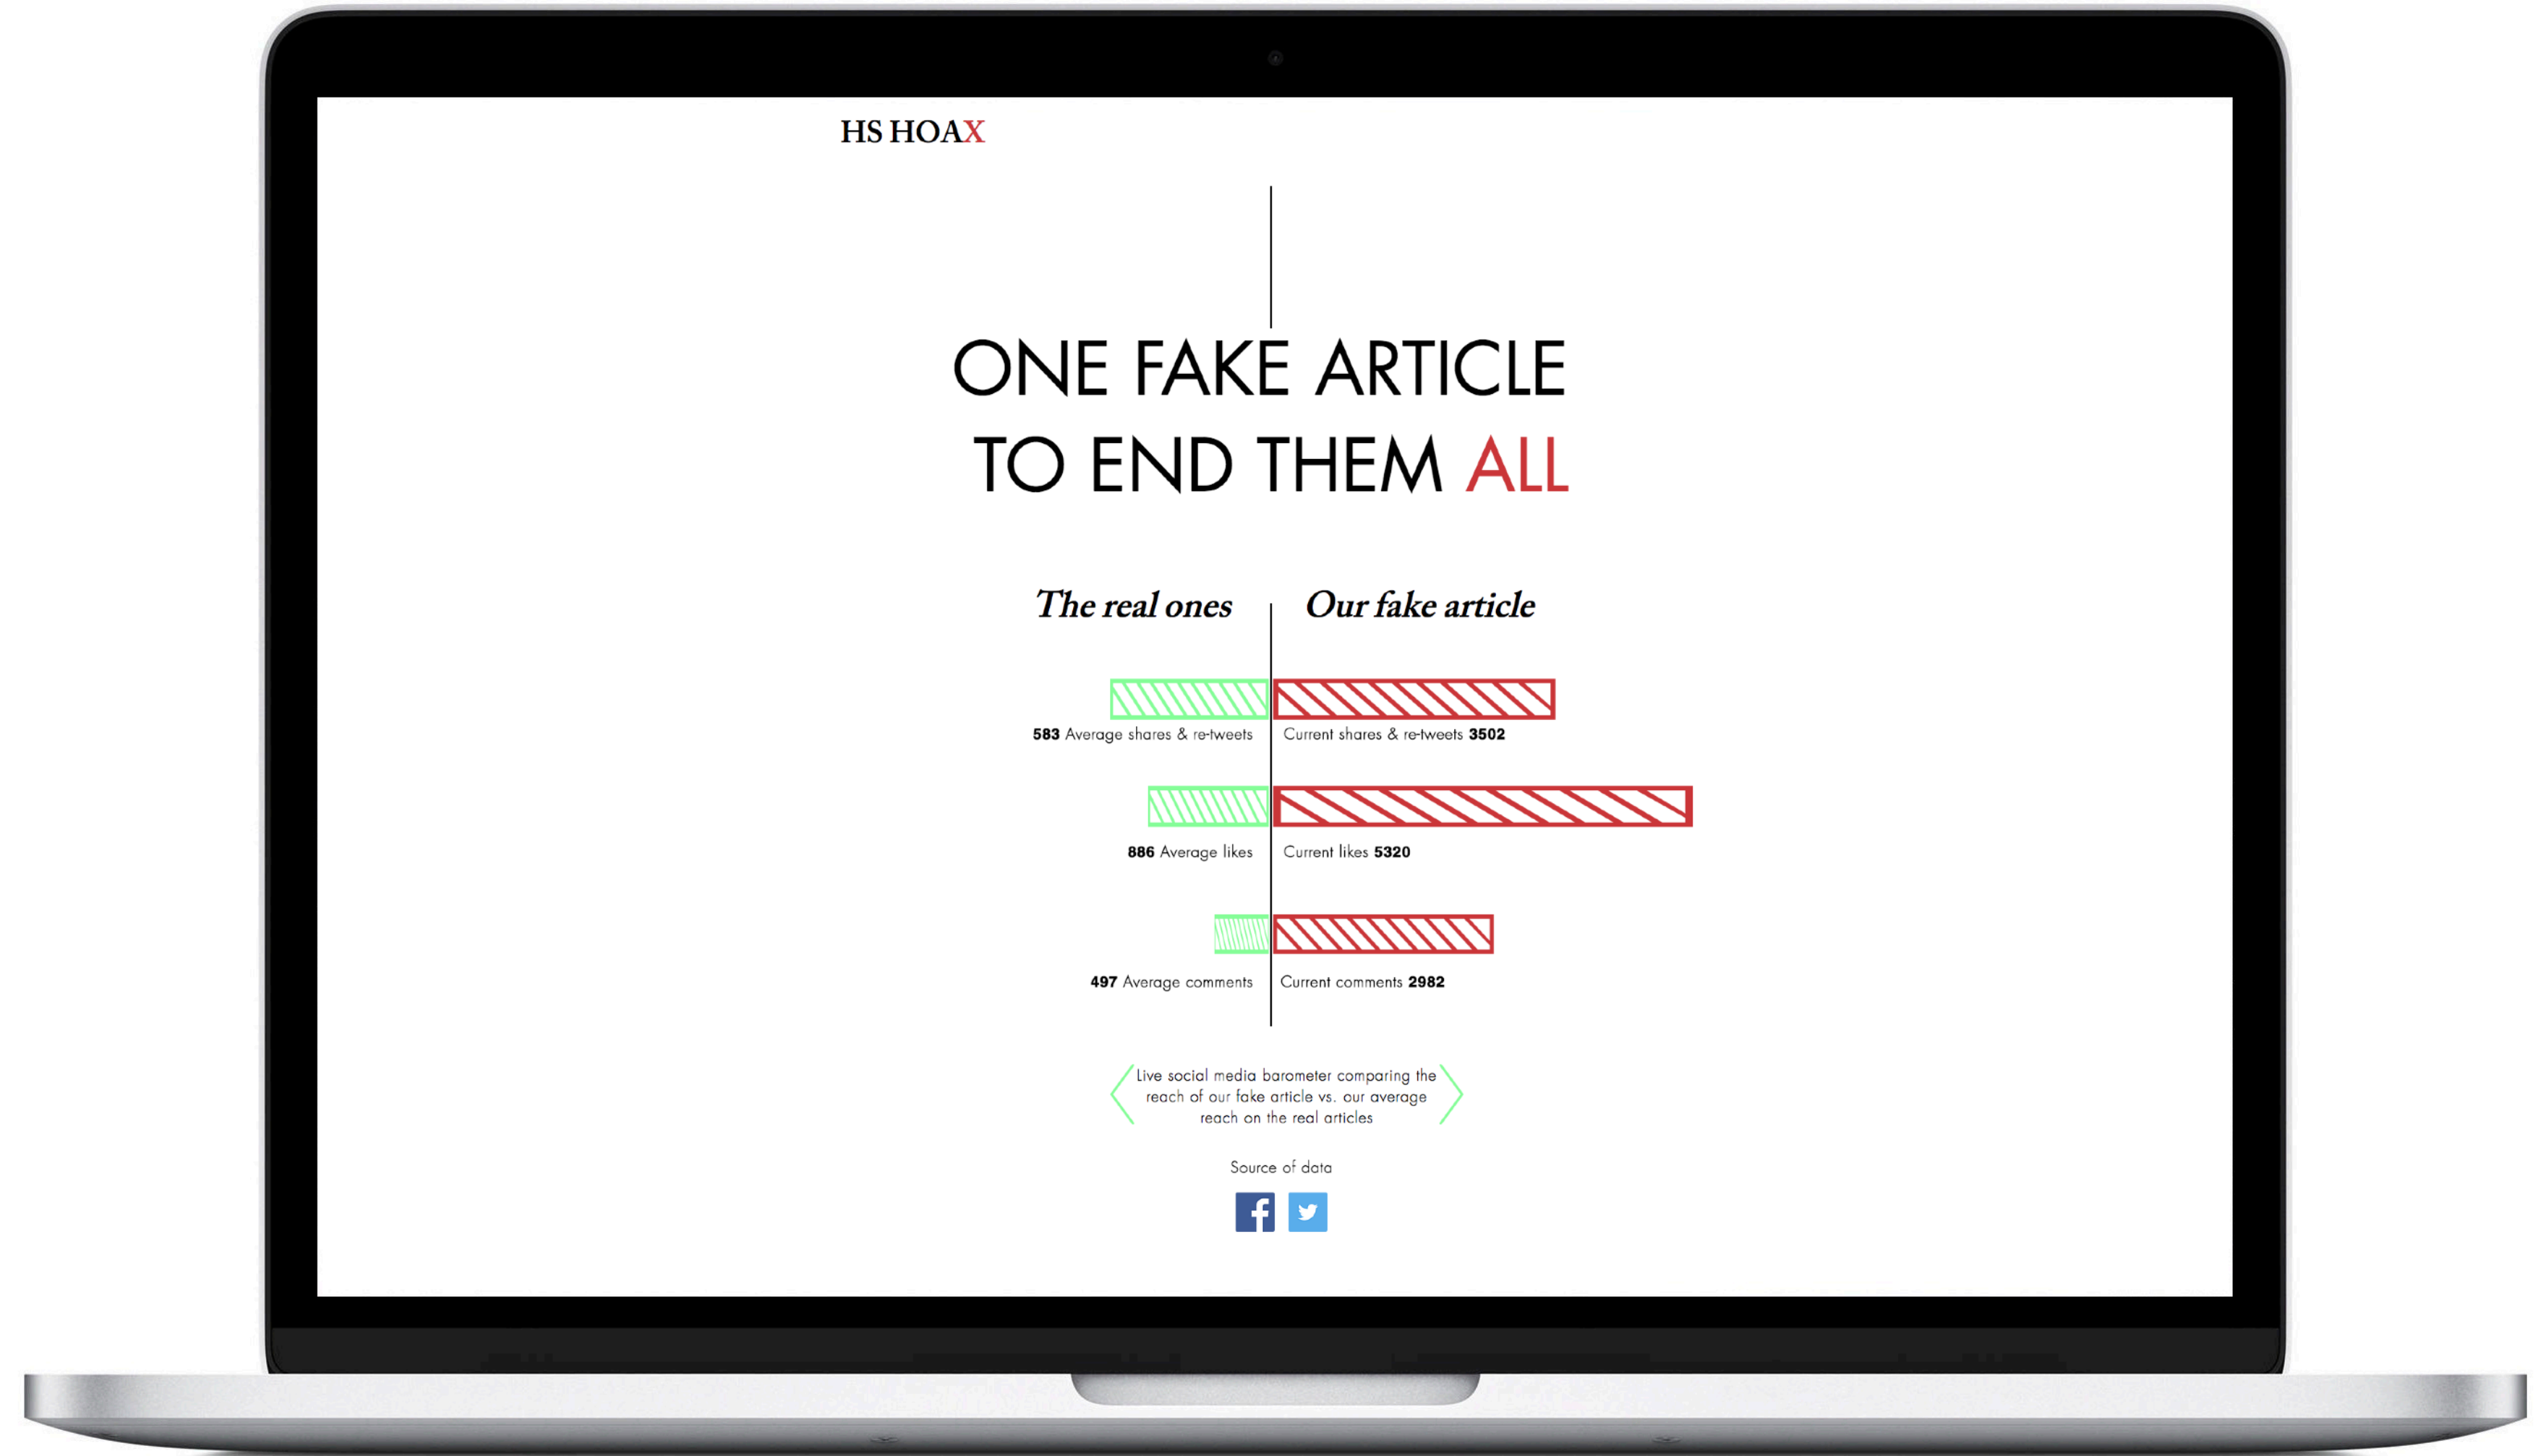 HS HOAX
ONE FAKE ARTICLE
TO END THEM ALL
The real ones
Our fake article
583 Average shares & re-tweets
Current shares & re-tweets 3502
886 Average likes
Current likes 5320
497 Average comments
Current comments 2982
Live social media barometer comparing the
reach of our fake article vs. our average
reach on the real articles
Source of data